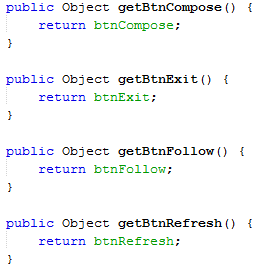 public Object getBtnCompose() {
    return btnCompose;
}
public Object getBtnExit() {
    return btnExit;
}
public Object getBtnFollow() {
    return btnFollow;
}
public Object getBtnRefresh() {
    return btnRefresh;
}